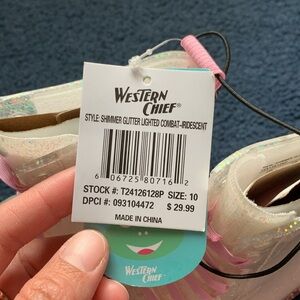 WESTERN
CHIEF®
STYLE: SHIMMER GLITTER LIGHTED COMBAT-IRIDESCENT
6 06725 80716 2
STOCK #: T24126128P SIZE: 10
DPCI #: 093104472 $ 29.99
MADE IN CHINA
WESTERN
CHIEF